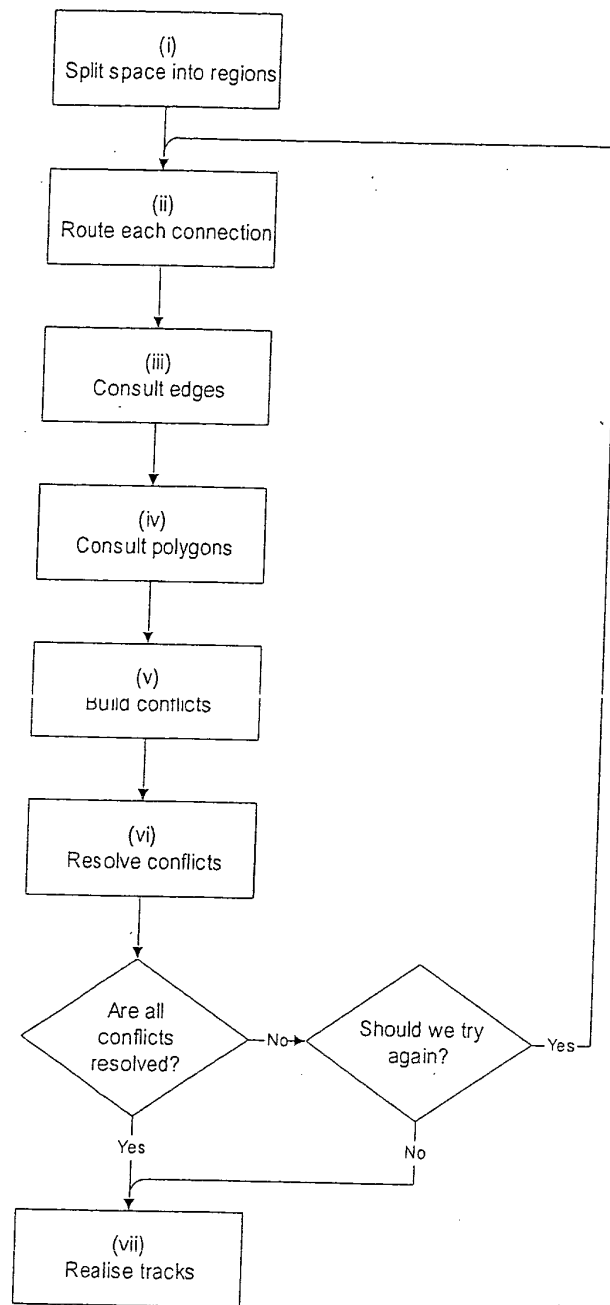 (i)
Split space into regions
(ii)
Route each connection
(iii)
Consult edges
(iv)
Consult polygons
(v)
Build conflicts
(vi)
Resolve conflicts
Are all
conflicts
resolved?
No
Should we try
again?
Yes
Yes
No
(vii)
Realise tracks